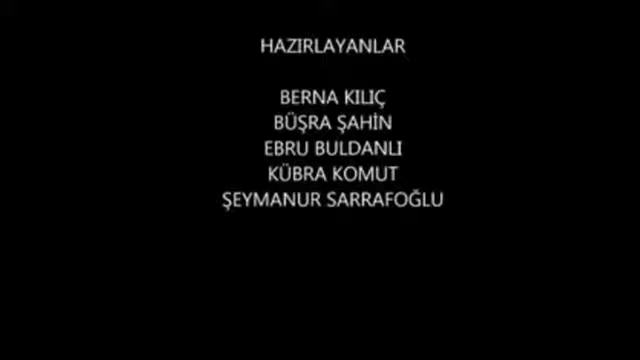 HAZIRLAYANLAR
BERNA KILIÇ
BÜŞRA ŞAHİN
EBRU BULDANLI
KÜBRA KOMUT
ŞEYMANUR SARRAFOĞLU